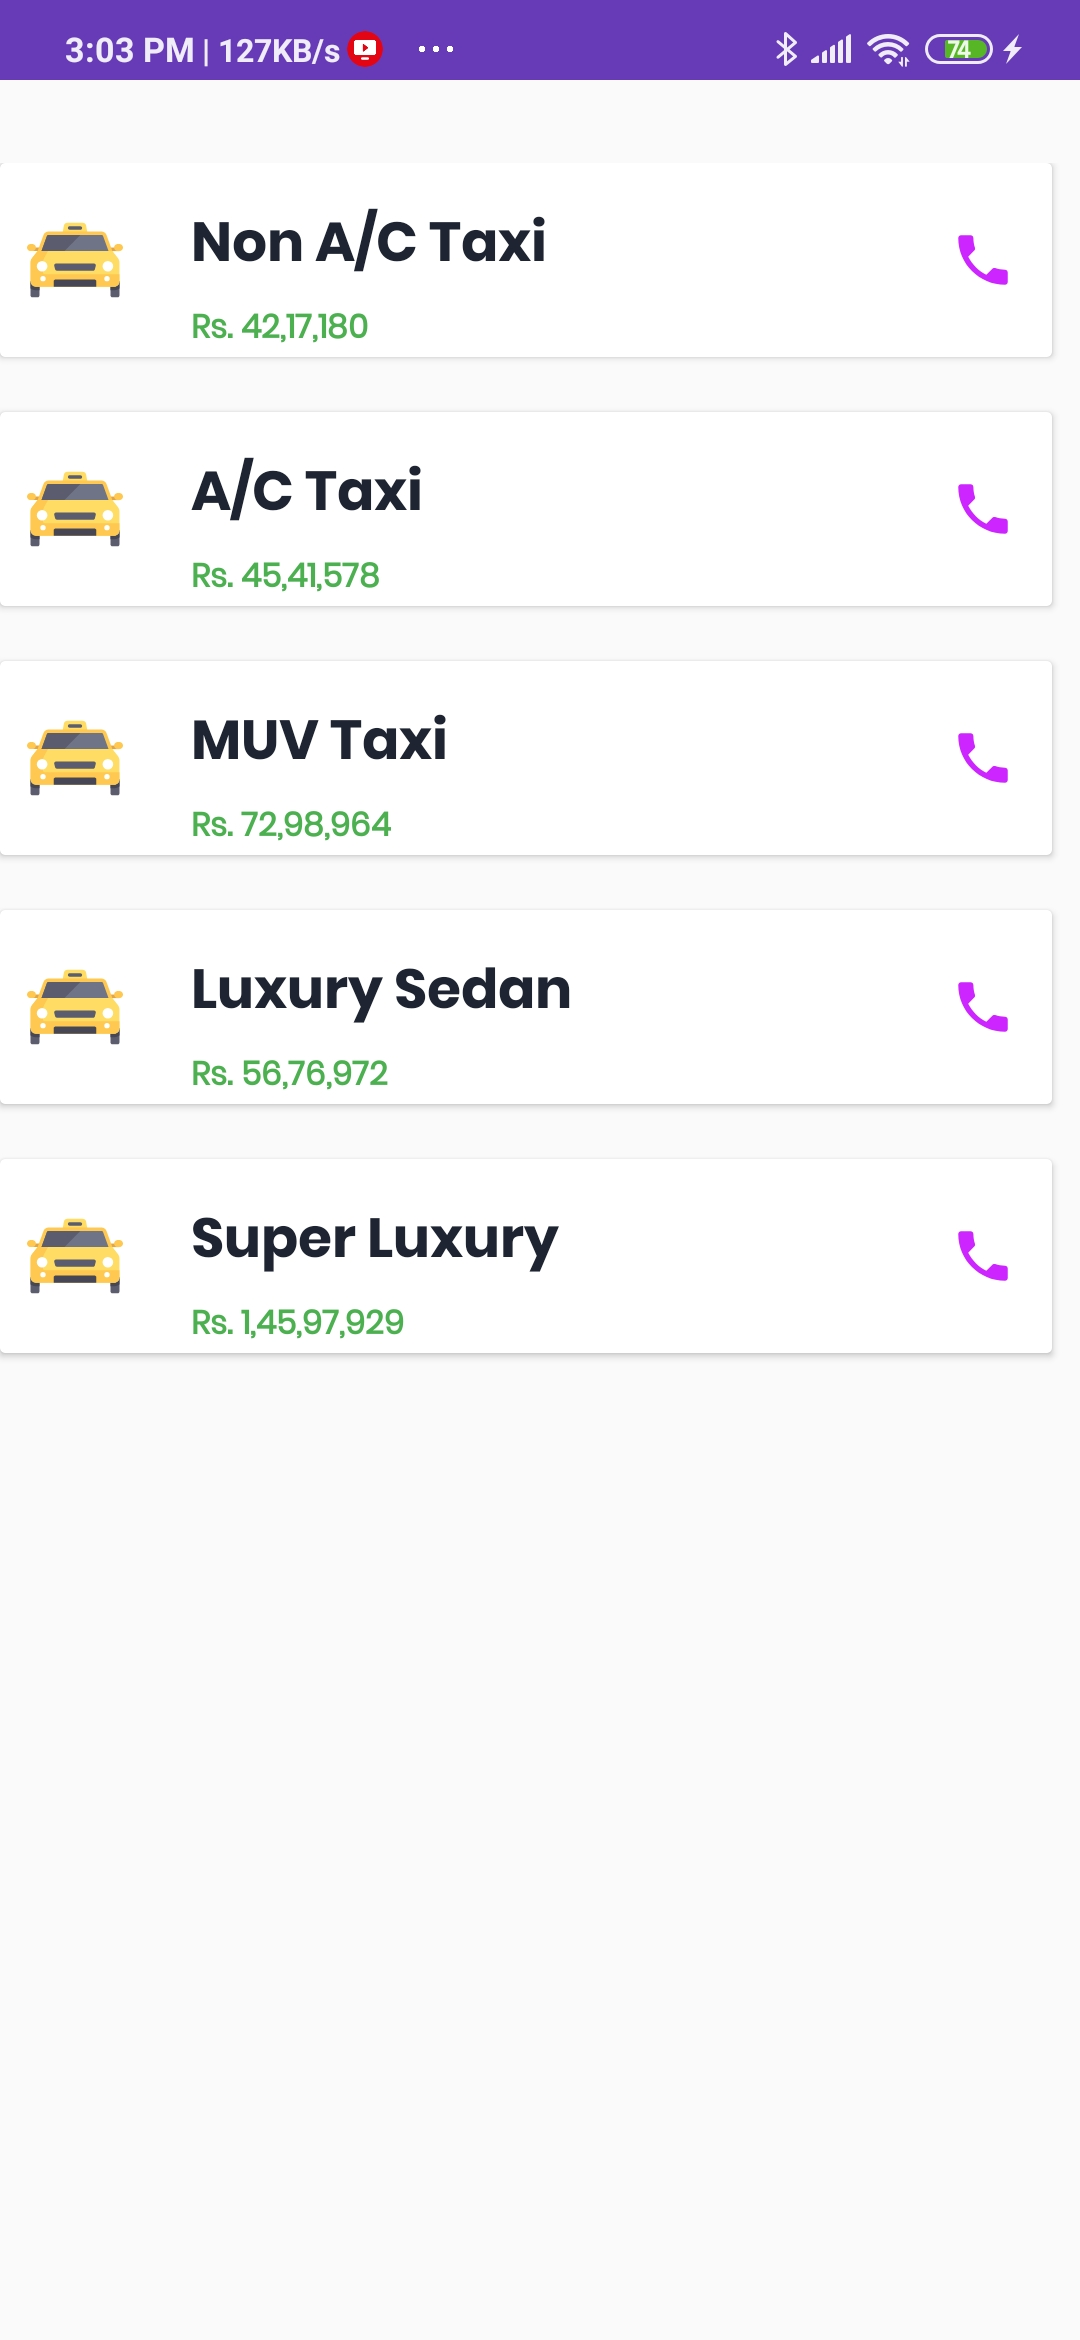 3:03 PM | 127KB/s ... 74
Non A/C Taxi
Rs. 42,17,180
A/C Taxi
Rs. 45,41,578
MUV Taxi
Rs. 72,98,964
Luxury Sedan
Rs. 56,76,972
Super Luxury
Rs. 1,45,97,929